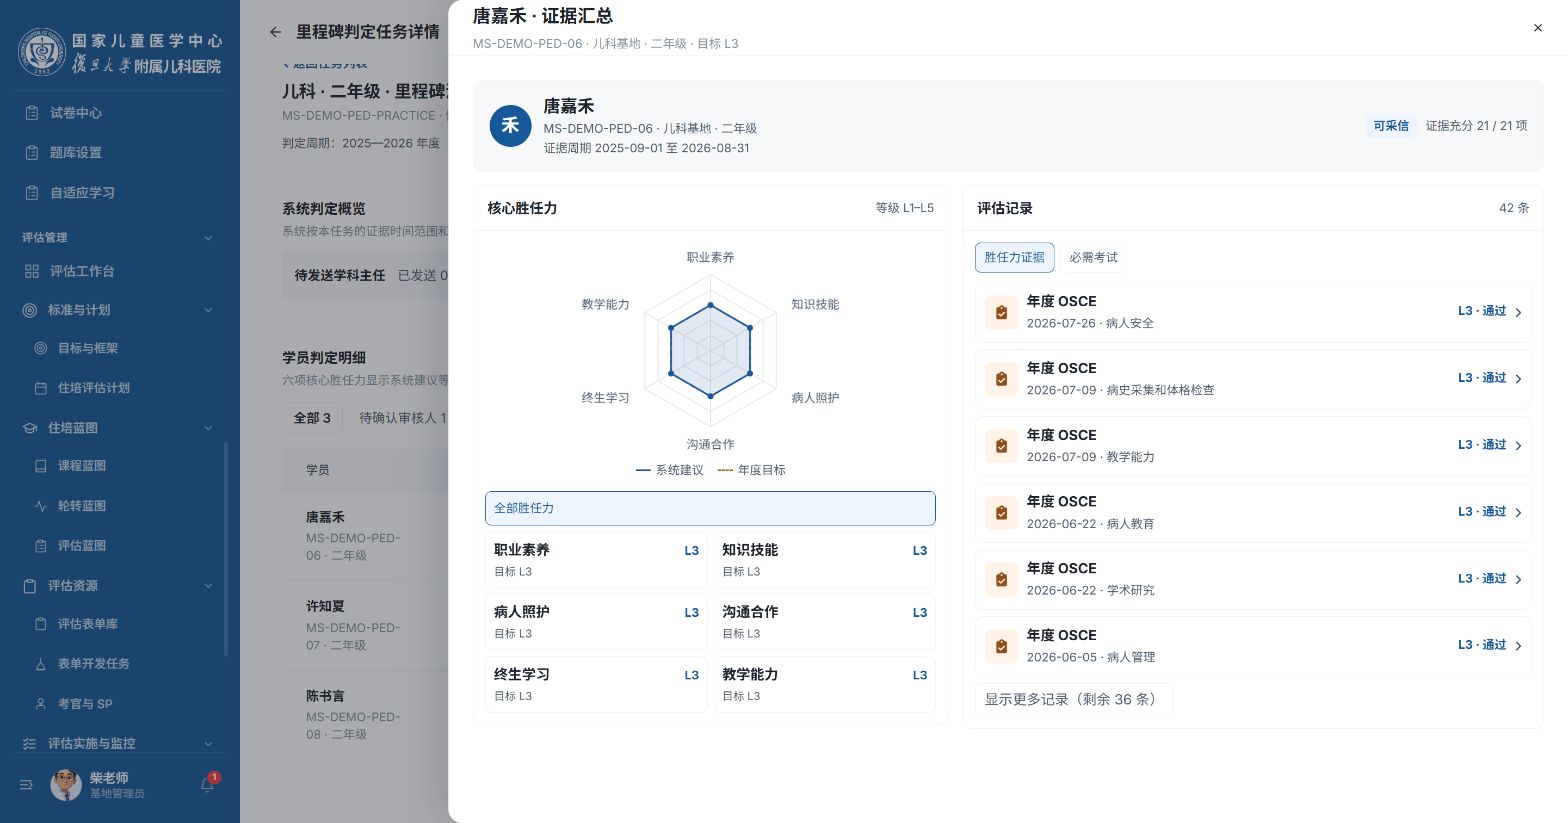 国家儿童医学中心
復旦大学附属儿科医院
1952
试卷中心
题库设置
自适应学习
评估管理
评估工作台
标准与计划
目标与框架
住培评估计划
住培蓝图
课程蓝图
轮转蓝图
评估蓝图
评估资源
评估表单库
表单开发任务
考官与 SP
评估实施与监控
柴老师
基地管理员
1
里程碑判定任务详情
返回任务列表
儿科 · 二年级 · 里程碑
MS-DEMO-PED-PRACTICE ·
判定周期：2025—2026 年度
系统判定概览
系统按本任务的证据时间范围和
待发送学科主任 已发送 0
学员判定明细
六项核心胜任力显示系统建议等
全部 3 待确认审核人 1
学员
唐嘉禾
MS-DEMO-PED-
06 · 二年级
许知夏
MS-DEMO-PED-
07 · 二年级
陈书言
MS-DEMO-PED-
08 · 二年级
唐嘉禾 · 证据汇总
MS-DEMO-PED-06 · 儿科基地 · 二年级 · 目标 L3
禾
唐嘉禾
MS-DEMO-PED-06 · 儿科基地 · 二年级
证据周期 2025-09-01 至 2026-08-31
可采信 证据充分 21 / 21 项
核心胜任力 等级 L1–L5
职业素养
知识技能
病人照护
沟通合作
终生学习
教学能力
系统建议 年度目标
全部胜任力
职业素养 L3
目标 L3
知识技能 L3
目标 L3
病人照护 L3
目标 L3
沟通合作 L3
目标 L3
终生学习 L3
目标 L3
教学能力 L3
目标 L3
评估记录 42 条
胜任力证据 必需考试
年度 OSCE
2026-07-26 · 病人安全
L3 · 通过
年度 OSCE
2026-07-09 · 病史采集和体格检查
L3 · 通过
年度 OSCE
2026-07-09 · 教学能力
L3 · 通过
年度 OSCE
2026-06-22 · 病人教育
L3 · 通过
年度 OSCE
2026-06-22 · 学术研究
L3 · 通过
年度 OSCE
2026-06-05 · 病人管理
L3 · 通过
显示更多记录（剩余 36 条）